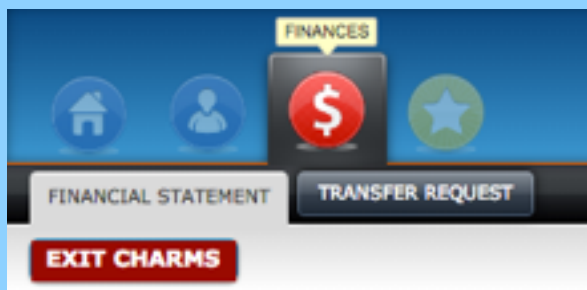 FINANCES
$
FINANCIAL STATEMENT
TRANSFER REQUEST
EXIT CHARMS